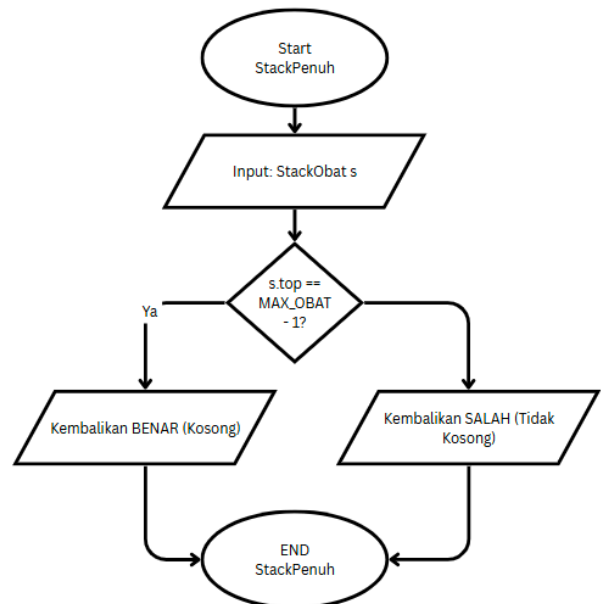 Start
StackPenuh
Input: StackObat s
s.top ==
MAX_OBAT
- 1?
Ya
Kembalikan BENAR (Kosong)
Kembalikan SALAH (Tidak
Kosong)
END
StackPenuh